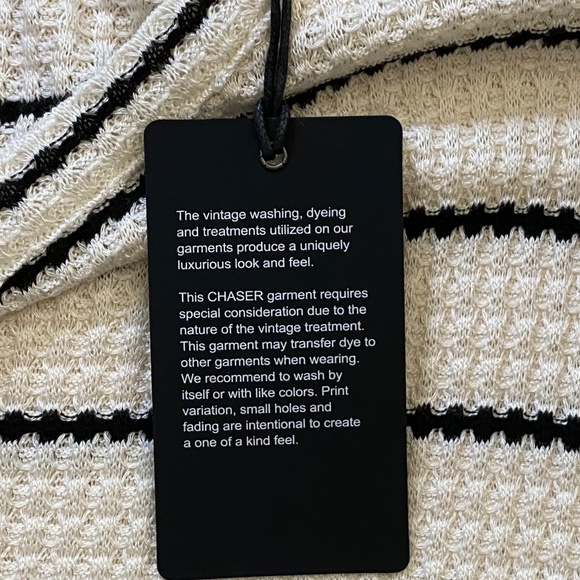 The vintage washing, dyeing
and treatments utilized on our
garments produce a uniquely
luxurious look and feel.
This CHASER garment requires
special consideration due to the
nature of the vintage treatment.
This garment may transfer dye to
other garments when wearing.
We recommend to wash by
itself or with like colors. Print
variation, small holes and
fading are intentional to create
a one of a kind feel.